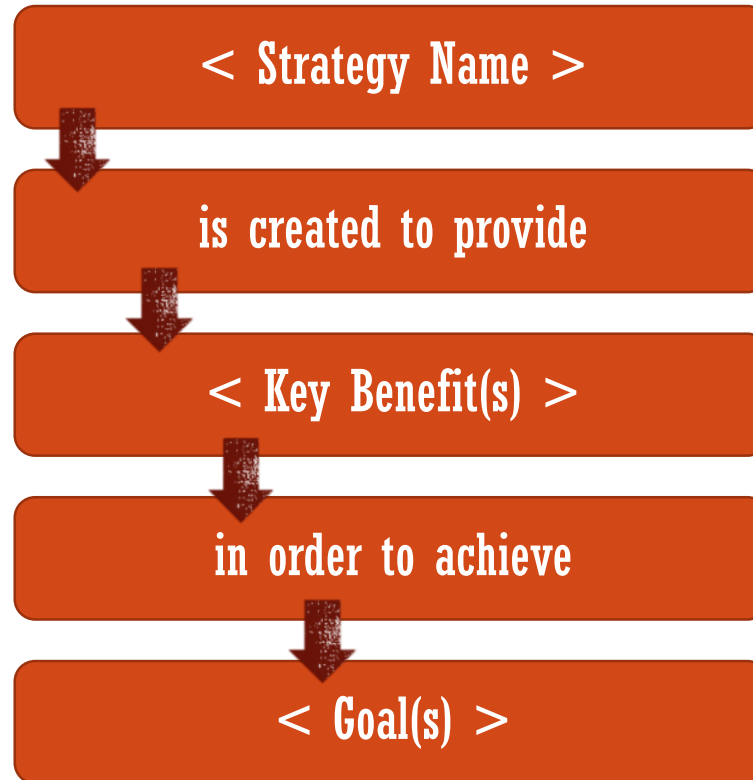 < Strategy Name >
is created to provide
< Key Benefit(s) >
in order to achieve
< Goal(s) >